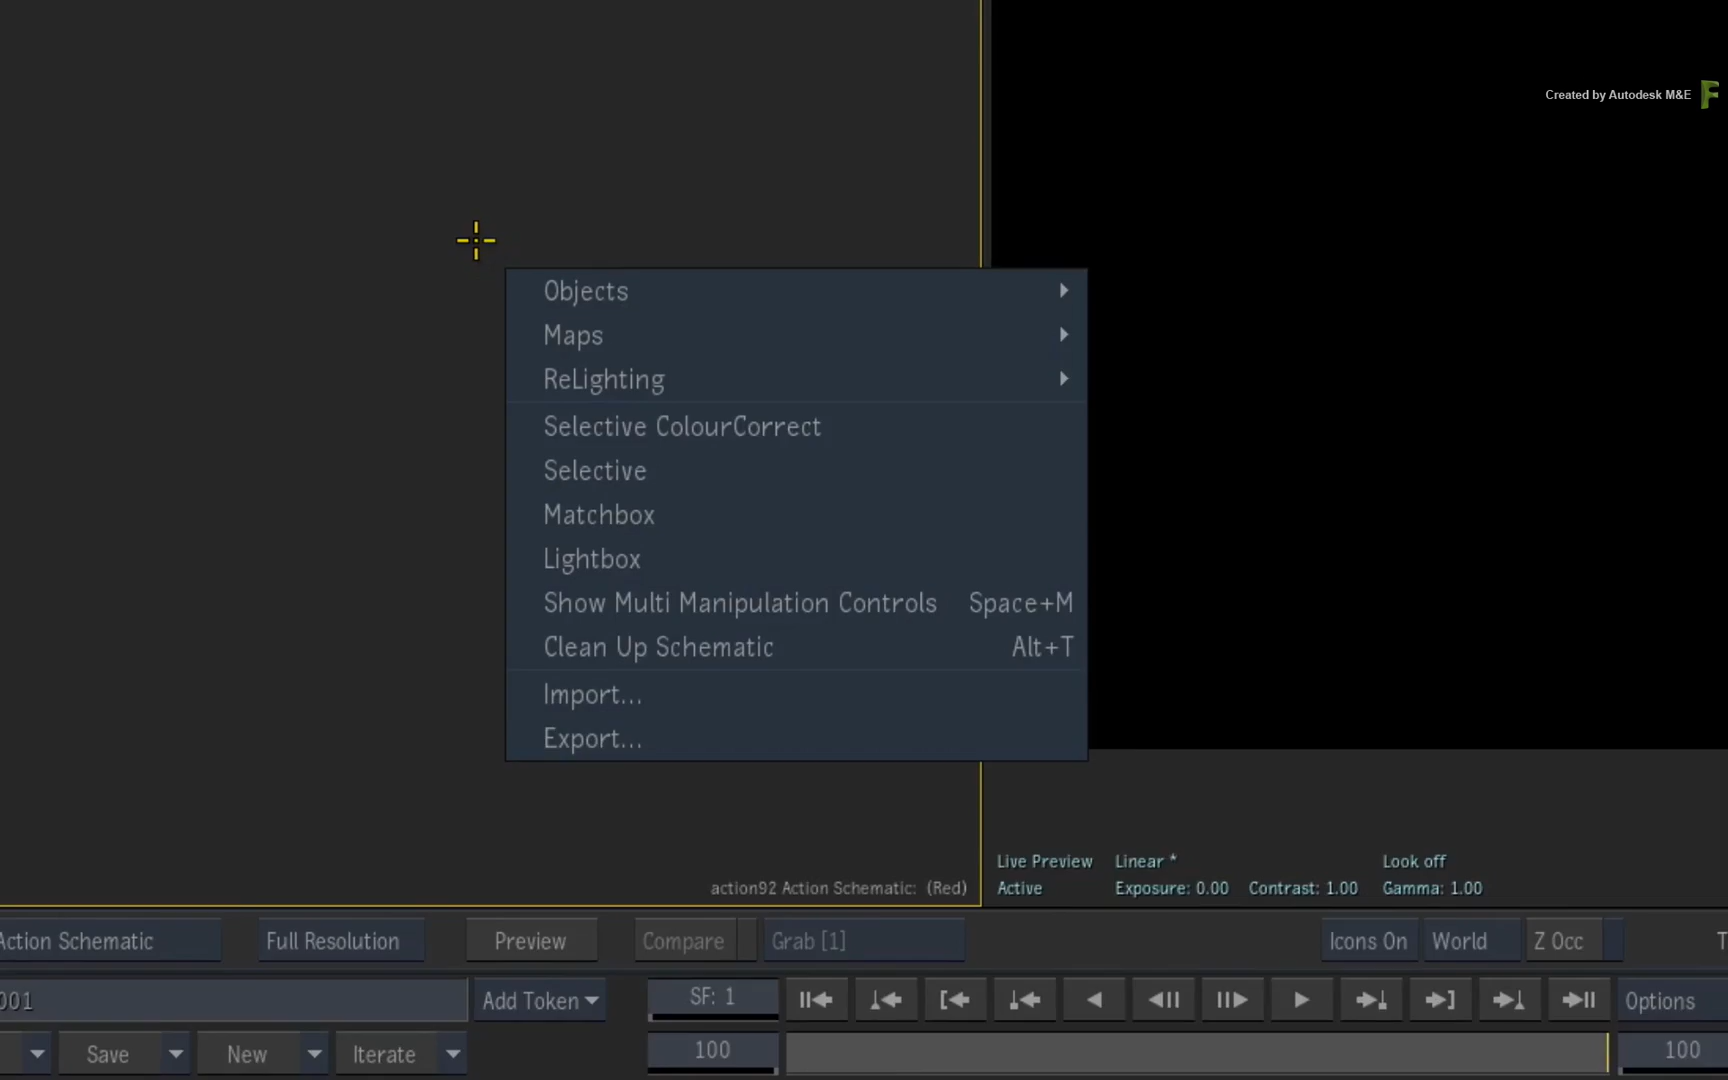 Created by Autodesk M&E
Objects
Maps
ReLighting
Selective ColourCorrect
Selective
Matchbox
Lightbox
Show Multi Manipulation Controls Space+M
Clean Up Schematic Alt+T
Import...
Export...
Live Preview Linear * Look off
action92 Action Schematic: (Red) Active Exposure: 0.00 Contrast: 1.00 Gamma: 1.00
Action Schematic Full Resolution Preview Compare Grab [1] Icons On World Z Occ T
001 Add Token SF: 1 Options
Save New Iterate 100 100